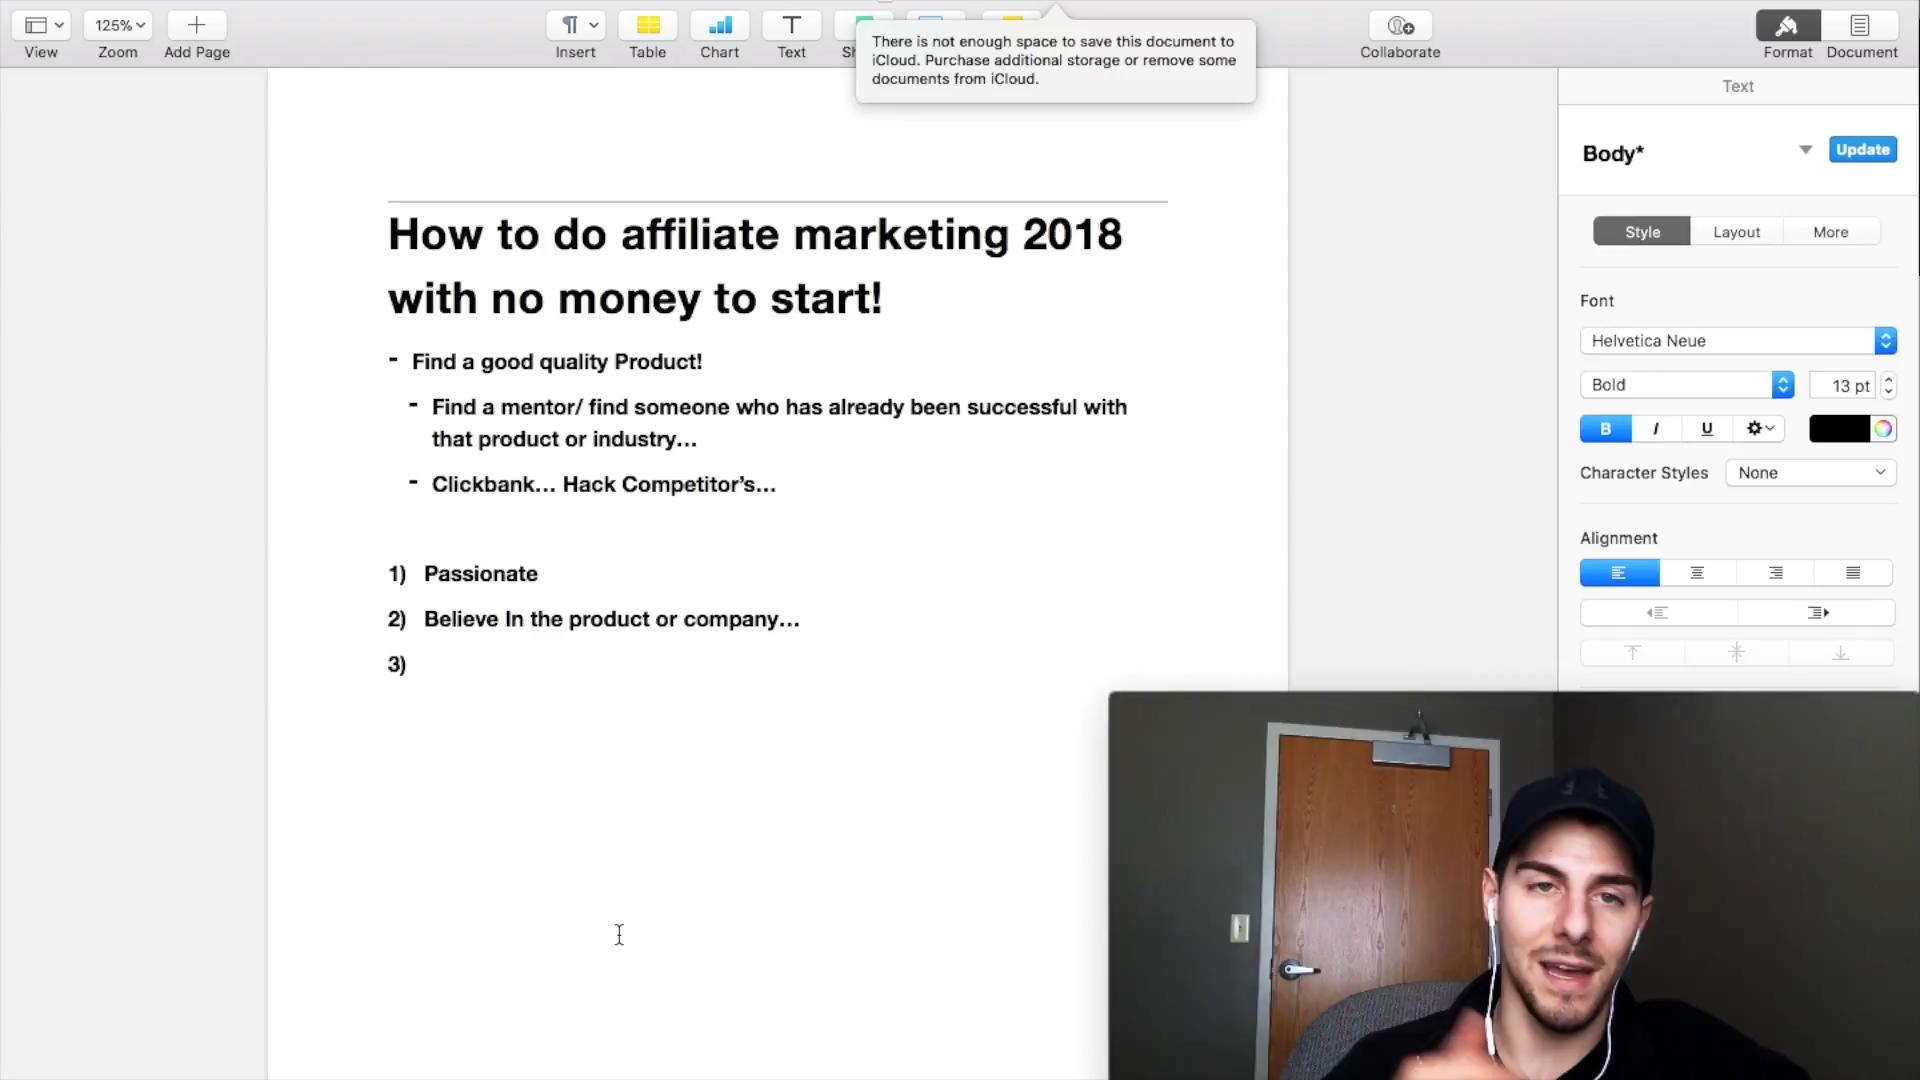 View
125%
Zoom
Add Page
Insert
Table
Chart
T
Text
There is not enough space to save this document to
iCloud. Purchase additional storage or remove some
documents from iCloud.
Collaborate
Format
Document
Text
Body*
Update
Style
Layout
More
Font
Helvetica Neue
Bold
13 pt
B
I
U
Character Styles
None
Alignment
How to do affiliate marketing 2018
with no money to start!
- Find a good quality Product!
- Find a mentor/ find someone who has already been successful with
that product or industry…
- Clickbank… Hack Competitor’s…
1) Passionate
2) Believe In the product or company…
3)